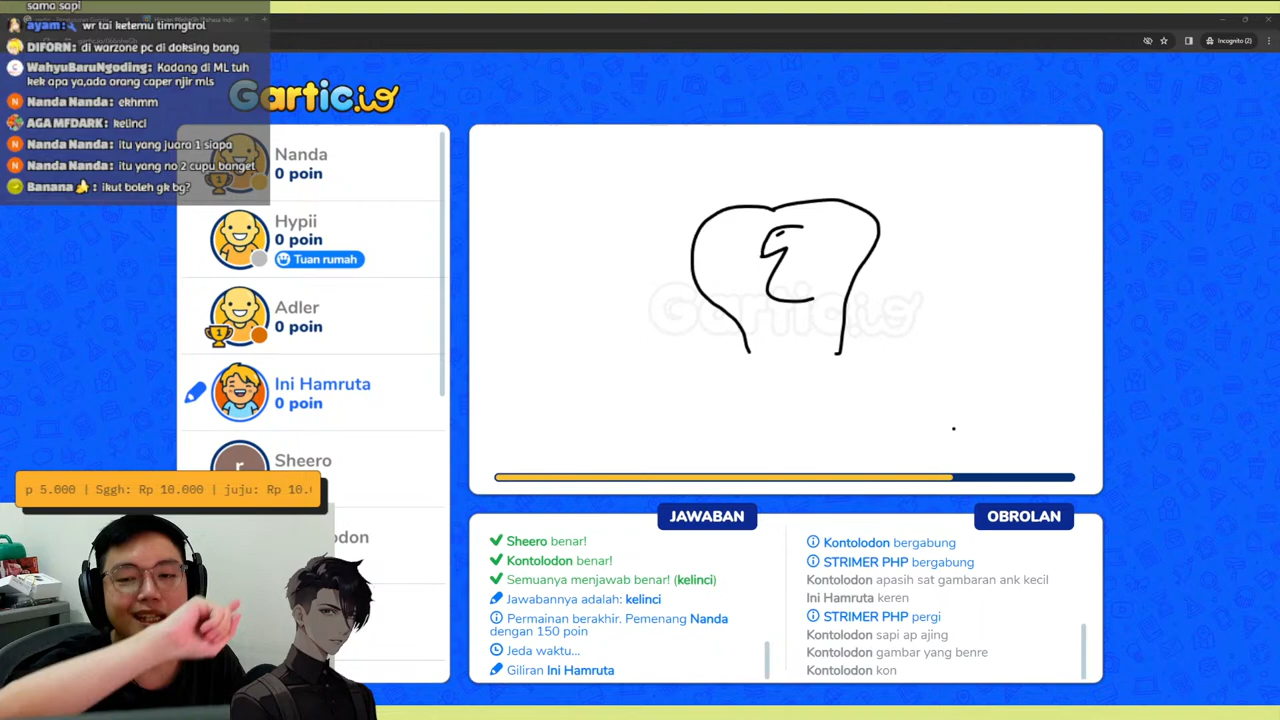 sama sapi
ayam: wr tai ketemu timngtrol
DIFORN: di warzone pc di doksing bang
WahyuBaruNgoding: Kadang di ML tuh
kek apa ya,ada orang caper njir mls
Nanda Nanda: ekhmm
AGA MFDARK: kelinci
Nanda Nanda: itu yang juara 1 siapa
Nanda Nanda: itu yang no 2 cupu banget
Banana: ikut boleh gk bg?
Incognito (2)
Gartic.io
Nanda
0 poin
Hypii
0 poin
Tuan rumah
Adler
0 poin
Ini Hamruta
0 poin
Sheero
p 5.000 | Sggh: Rp 10.000 | juju: Rp 10.
odon
Gartic.io
JAWABAN
Sheero benar!
Kontolodon benar!
Semuanya menjawab benar! (kelinci)
Jawabannya adalah: kelinci
Permainan berakhir. Pemenang Nanda
dengan 150 poin
Jeda waktu...
Giliran Ini Hamruta
OBROLAN
Kontolodon bergabung
STRIMER PHP bergabung
Kontolodon apasih sat gambaran ank kecil
Ini Hamruta keren
STRIMER PHP pergi
Kontolodon sapi ap ajing
Kontolodon gambar yang benre
Kontolodon kon